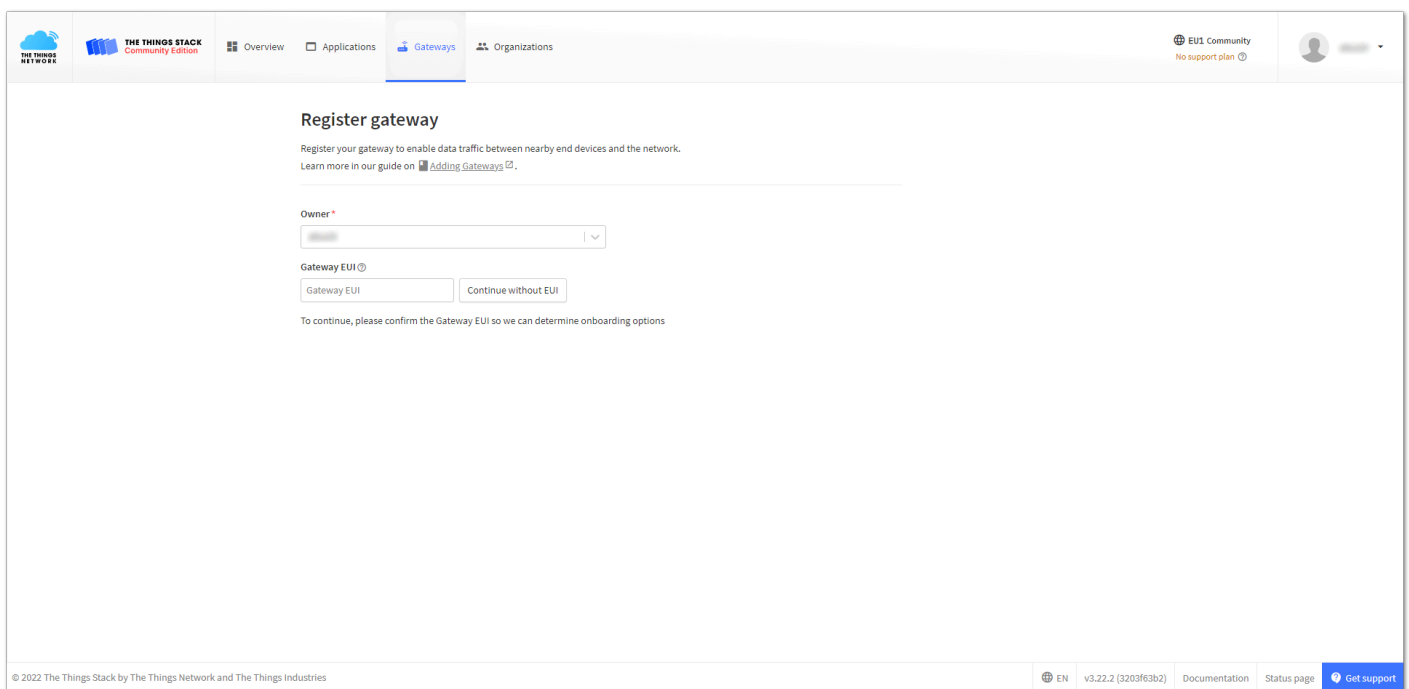 THE THINGS
NETWORK
THE THINGS STACK
Community Edition
Overview
Applications
Gateways
Organizations
EU1 Community
No support plan
Register gateway
Register your gateway to enable data traffic between nearby end devices and the network.
Learn more in our guide on Adding Gateways.
Owner*
Gateway EUI
Gateway EUI
Continue without EUI
To continue, please confirm the Gateway EUI so we can determine onboarding options
© 2022 The Things Stack by The Things Network and The Things Industries
EN
v3.22.2 (3203f63b2)
Documentation
Status page
Get support